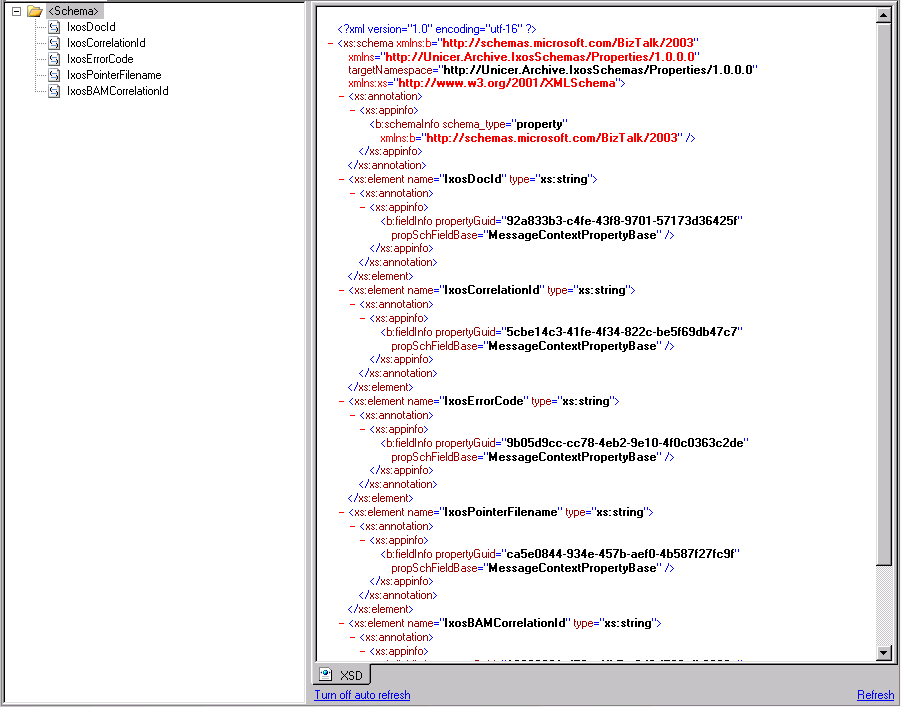 <Schema>
IxosDocId
IxosCorrelationId
IxosErrorCode
IxosPointerFilename
IxosBAMCorrelationId
<?xml version="1.0" encoding="utf-16" ?>
- <xs:schema xmlns:b="http://schemas.microsoft.com/BizTalk/2003"
xmlns="http://Unicer.Archive.IxosSchemas/Properties/1.0.0.0"
targetNamespace="http://Unicer.Archive.IxosSchemas/Properties/1.0.0.0"
xmlns:xs="http://www.w3.org/2001/XMLSchema">
- <xs:annotation>
- <xs:appinfo>
<b:schemaInfo schema_type="property"
xmlns:b="http://schemas.microsoft.com/BizTalk/2003" />
</xs:appinfo>
</xs:annotation>
- <xs:element name="IxosDocId" type="xs:string">
- <xs:annotation>
- <xs:appinfo>
<b:fieldInfo propertyGuid="92a833b3-c4fe-43f8-9701-57173d36425f"
propSchFieldBase="MessageContextPropertyBase" />
</xs:appinfo>
</xs:annotation>
</xs:element>
- <xs:element name="IxosCorrelationId" type="xs:string">
- <xs:annotation>
- <xs:appinfo>
<b:fieldInfo propertyGuid="5cbe14c3-41fe-4f34-822c-be5f69db47c7"
propSchFieldBase="MessageContextPropertyBase" />
</xs:appinfo>
</xs:annotation>
</xs:element>
- <xs:element name="IxosErrorCode" type="xs:string">
- <xs:annotation>
- <xs:appinfo>
<b:fieldInfo propertyGuid="9b05d9cc-cc78-4eb2-9e10-4f0c0363c2de"
propSchFieldBase="MessageContextPropertyBase" />
</xs:appinfo>
</xs:annotation>
</xs:element>
- <xs:element name="IxosPointerFilename" type="xs:string">
- <xs:annotation>
- <xs:appinfo>
<b:fieldInfo propertyGuid="ca5e0844-934e-457b-aef0-4b587f27fc9f"
propSchFieldBase="MessageContextPropertyBase" />
</xs:appinfo>
</xs:annotation>
</xs:element>
- <xs:element name="IxosBAMCorrelationId" type="xs:string">
- <xs:annotation>
- <xs:appinfo>
XSD
Turn off auto refresh
Refresh